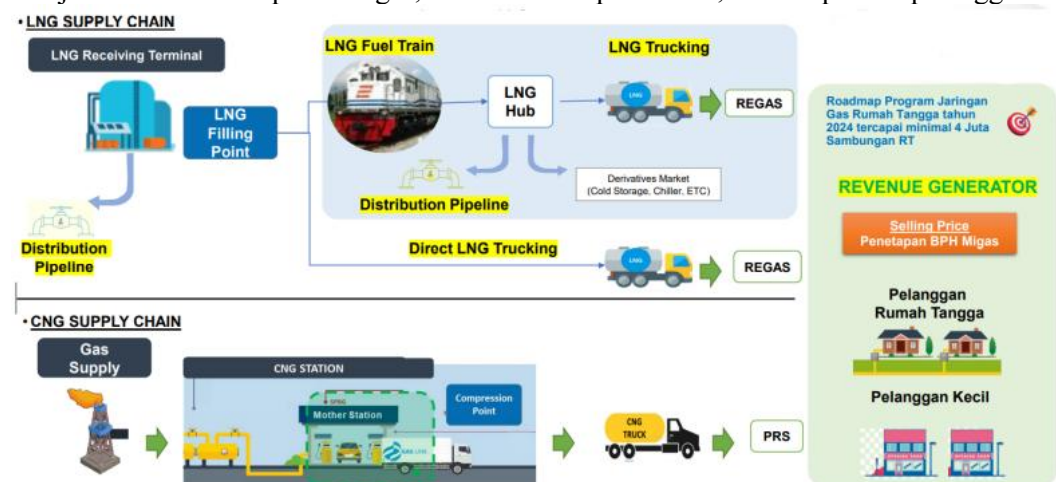 • LNG SUPPLY CHAIN
LNG Receiving Terminal
LNG Fuel Train
LNG Trucking
LNG
Filling
Point
LNG
Hub
LNG
REGAS
Distribution Pipeline
Derivatives Market
(Cold Storage, Chiller, ETC)
Distribution
Pipeline
Direct LNG Trucking
LNG
REGAS
• CNG SUPPLY CHAIN
Gas
Supply
CNG STATION
SPBG
Mother Station
Compression
Point
CNG
TRUCK
PRS
Roadmap Program Jaringan
Gas Rumah Tangga tahun
2024 tercapai minimal 4 Juta
Sambungan RT
REVENUE GENERATOR
Selling Price
Penetapan BPH Migas
Pelanggan
Rumah Tangga
Pelanggan Kecil